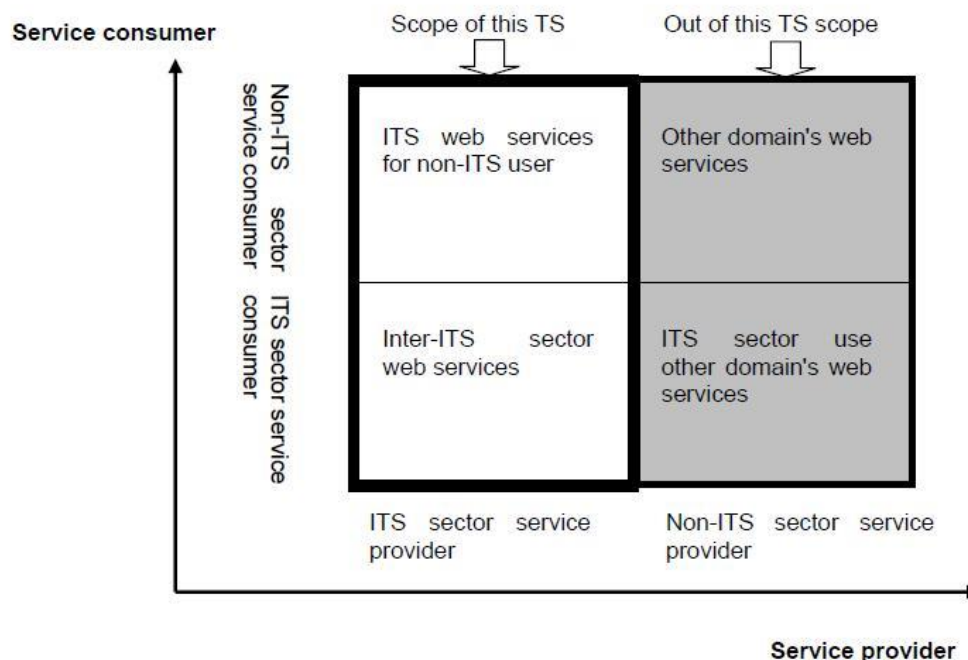 Service consumer
Scope of this TS
Out of this TS scope
Non-ITS sector
service consumer
ITS web services
for non-ITS user
Other domain's web
services
ITS sector service
consumer
Inter-ITS sector
web services
ITS sector use
other domain's web
services
ITS sector service
provider
Non-ITS sector service
provider
Service provider